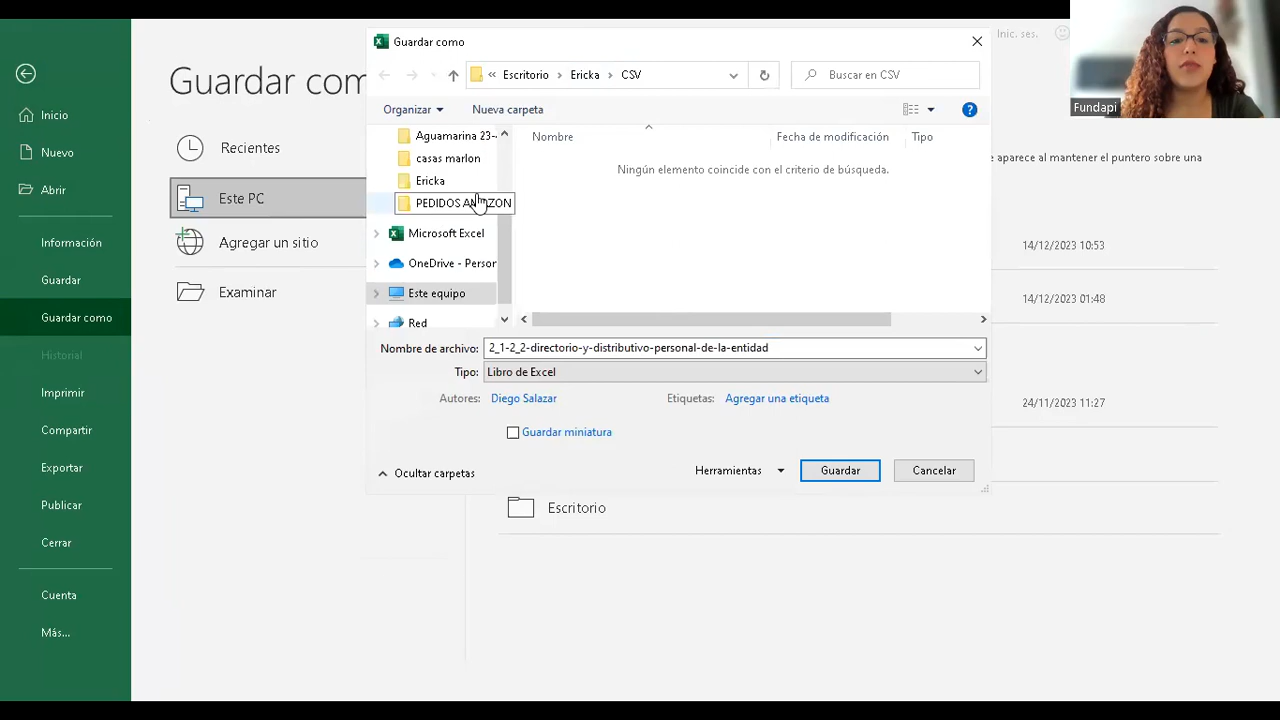 Guardar como
Inicio
Nuevo
Abrir
Información
Guardar
Guardar como
Historial
Imprimir
Compartir
Exportar
Publicar
Cerrar
Cuenta
Más...
Guardar com
Recientes
Este PC
Agregar un sitio
Examinar
« Escritorio › Ericka › CSV
Buscar en CSV
Organizar
Nueva carpeta
Aguamarina 23-
casas marlon
Ericka
PEDIDOS AMAZON
Microsoft Excel
OneDrive - Person
Este equipo
Red
Nombre
Fecha de modificación
Tipo
Ningún elemento coincide con el criterio de búsqueda.
Nombre de archivo: 2_1-2_2-directorio-y-distributivo-personal-de-la-entidad
Tipo: Libro de Excel
Autores: Diego Salazar
Etiquetas: Agregar una etiqueta
Guardar miniatura
Ocultar carpetas
Herramientas
Guardar
Cancelar
Escritorio
Inic. ses.
e aparece al mantener el puntero sobre una
14/12/2023 10:53
14/12/2023 01:48
24/11/2023 11:27
Fundapi